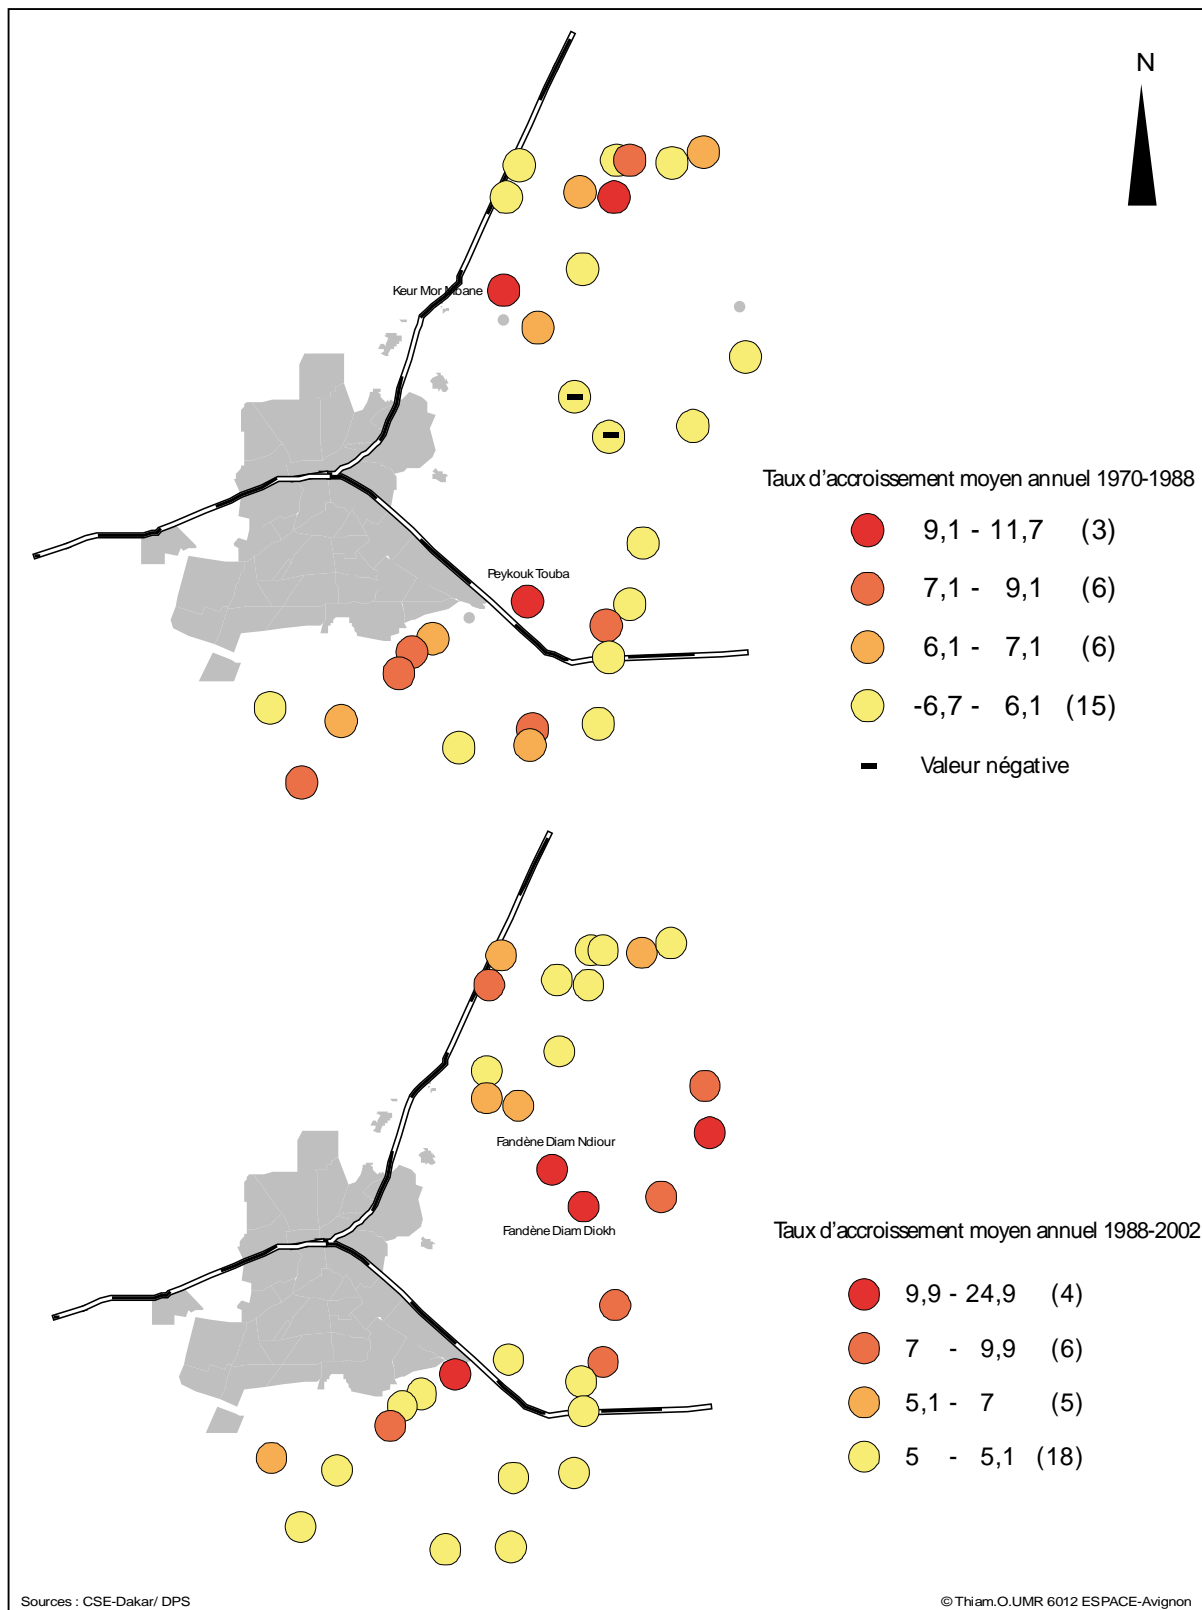 N
Keur Mor Mbane
Taux d'accroissement moyen annuel 1970-1988
9,1 - 11,7 (3)
7,1 - 9,1 (6)
Peykouk Touba
6,1 - 7,1 (6)
-6,7 - 6,1 (15)
Valeur négative
Fandène Diam Ndiour
Fandène Diam Diokh
Taux d'accroissement moyen annuel 1988-2002
9,9 - 24,9 (4)
7 - 9,9 (6)
5,1 - 7 (5)
5 - 5,1 (18)
Sources : CSE-Dakar/ DPS
© Thiam.O.UMR 6012 ESPACE-Avignon